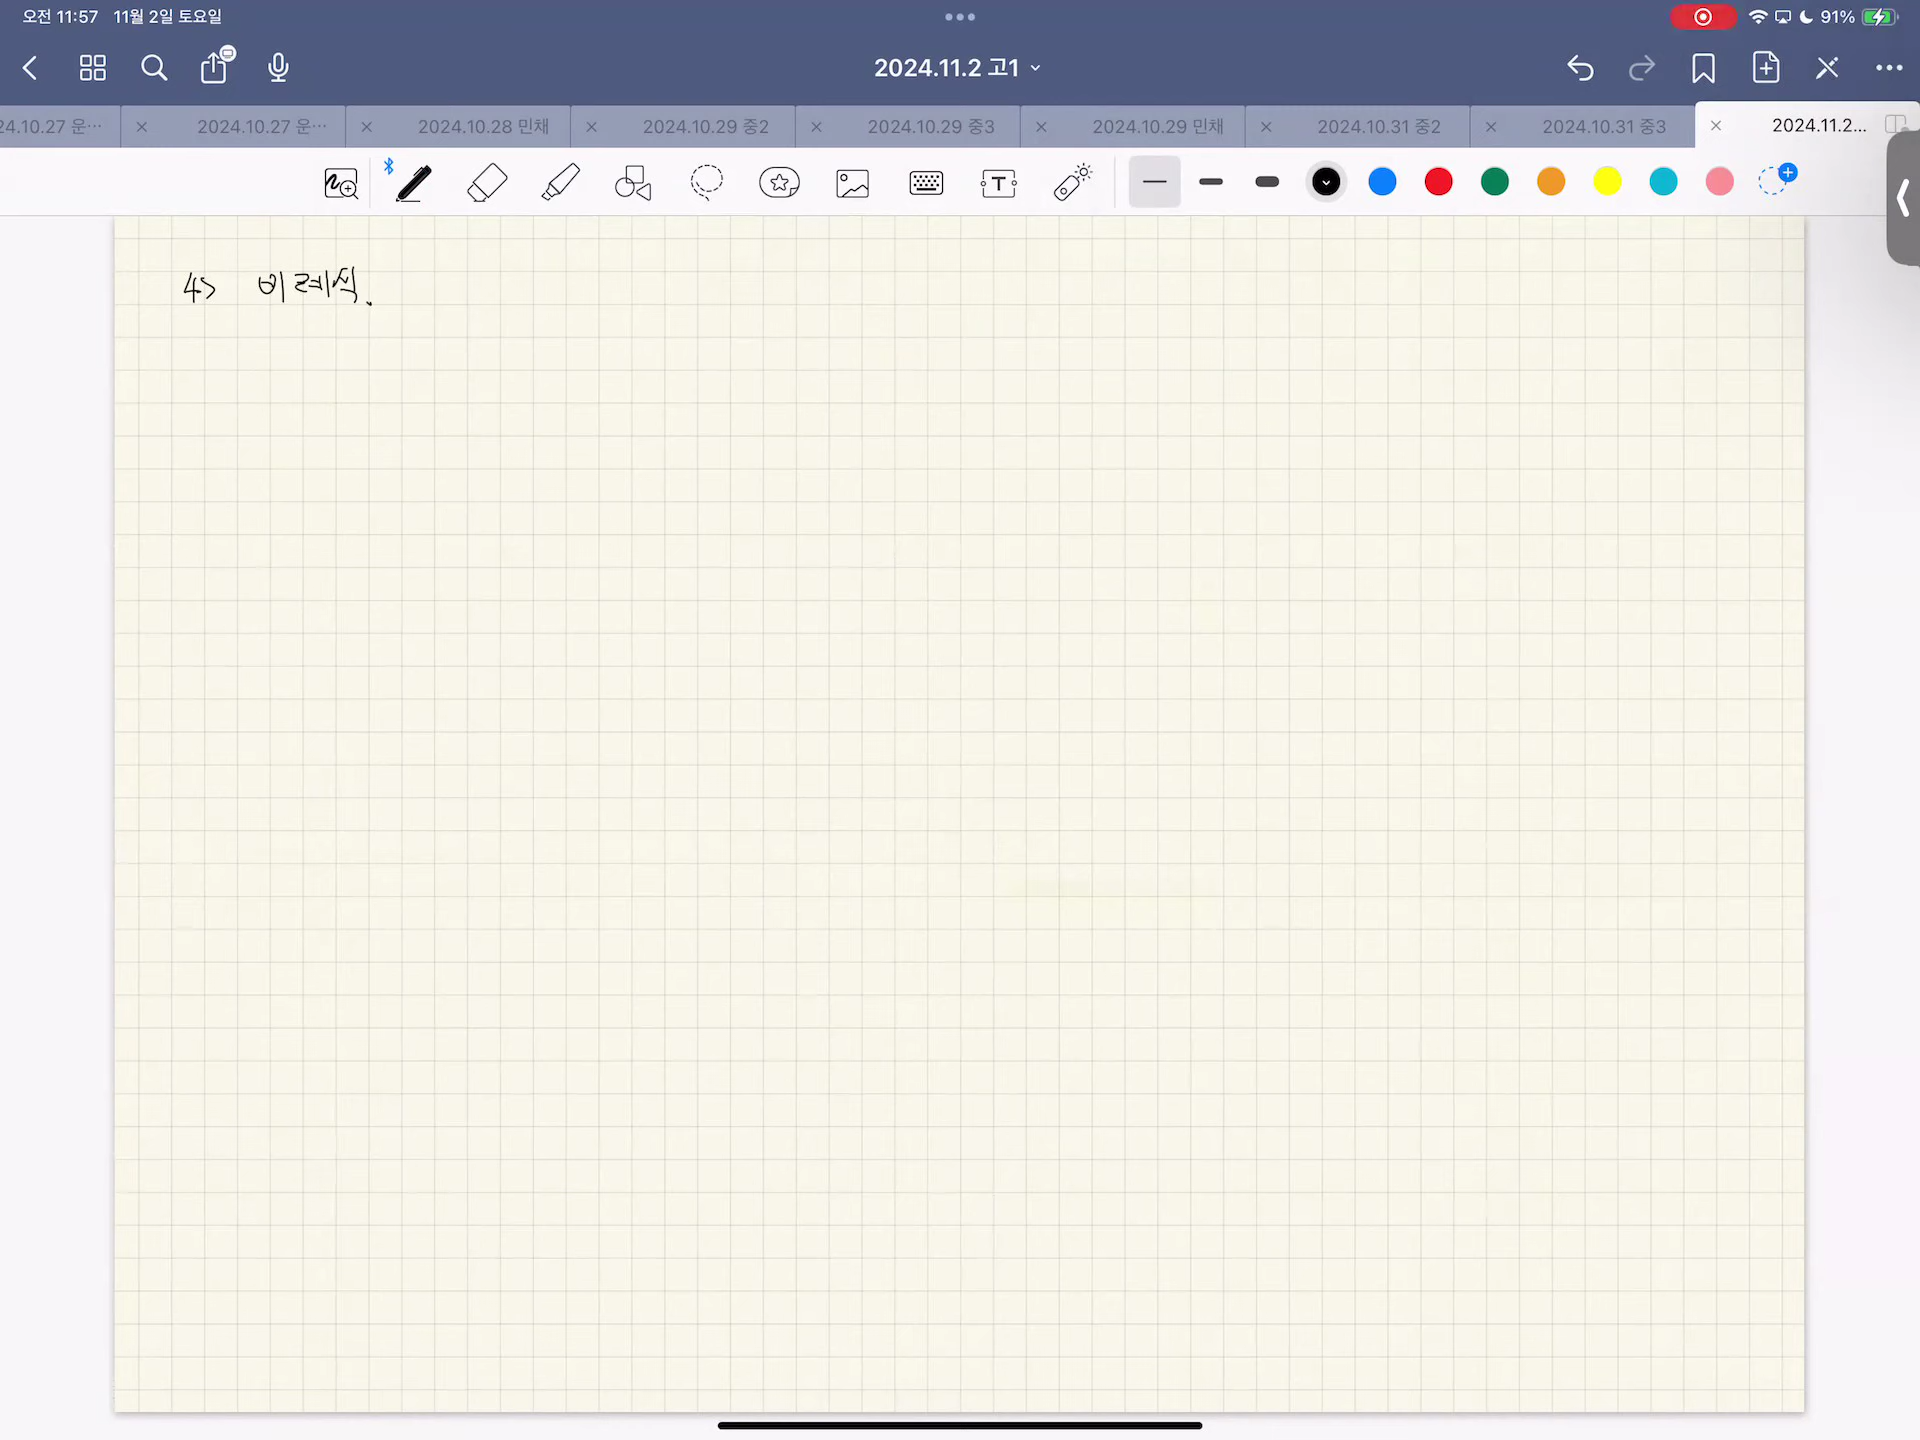 오전 11:57 11월 2일 토요일
91%
2024.11.2 고1
24.10.27 운…
2024.10.27 운…
2024.10.28 민채
2024.10.29 중2
2024.10.29 중3
2024.10.29 민채
2024.10.31 중2
2024.10.31 중3
2024.11.2...
T
4> 비례식.